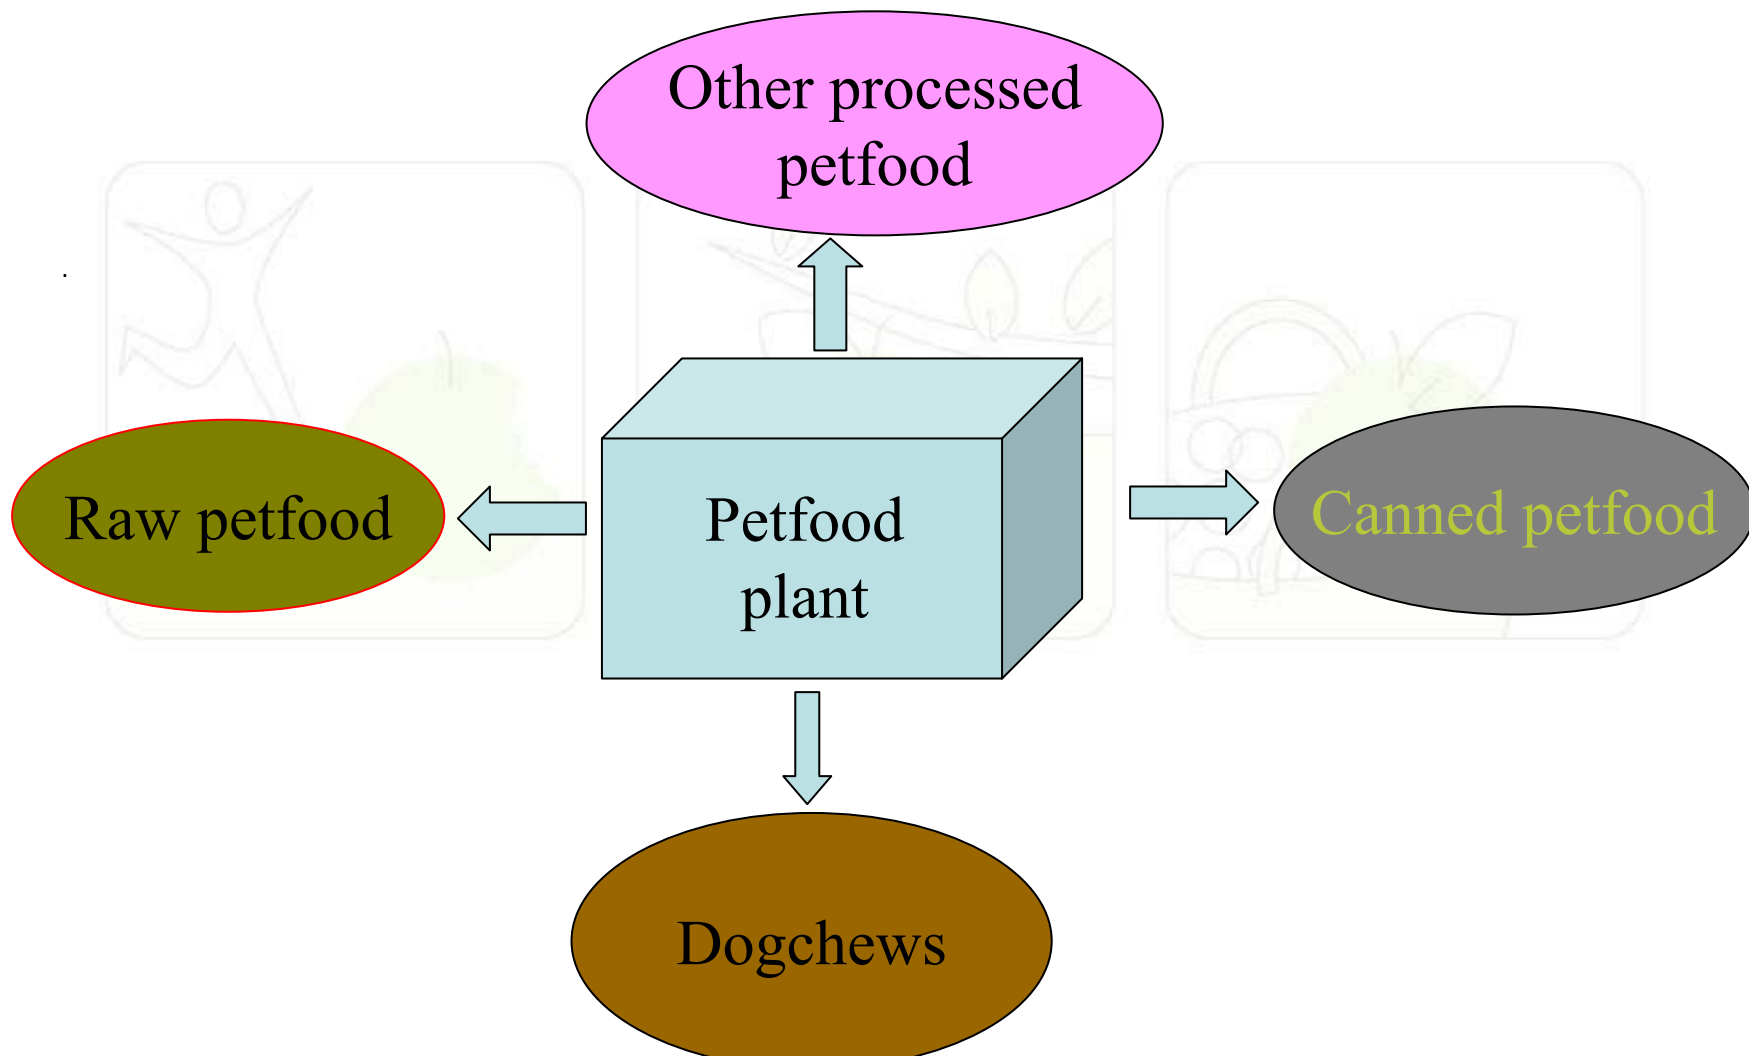 Other processed
petfood
.
Raw petfood
Petfood
plant
Canned petfood
Dogchews